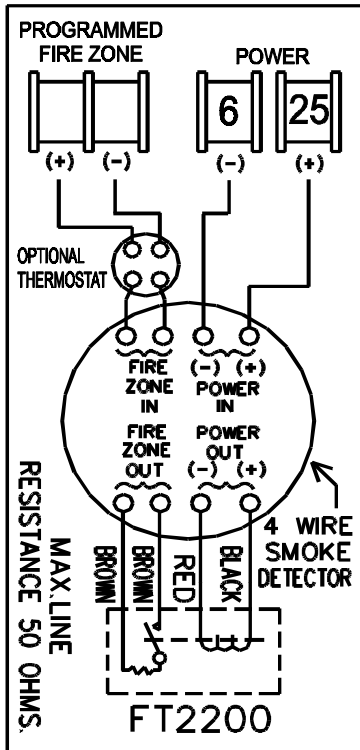 PROGRAMMED
FIRE ZONE
POWER
6
25
(+)
(-)
(-)
(+)
OPTIONAL
THERMOSTAT
FIRE
ZONE
IN
(-) (+)
POWER
IN
FIRE
ZONE
OUT
POWER
OUT
(-) (+)
4 WIRE
SMOKE
DETECTOR
BROWN
BROWN
RED
BLACK
MAX. LINE
RESISTANCE 50 OHMS.
FT2200